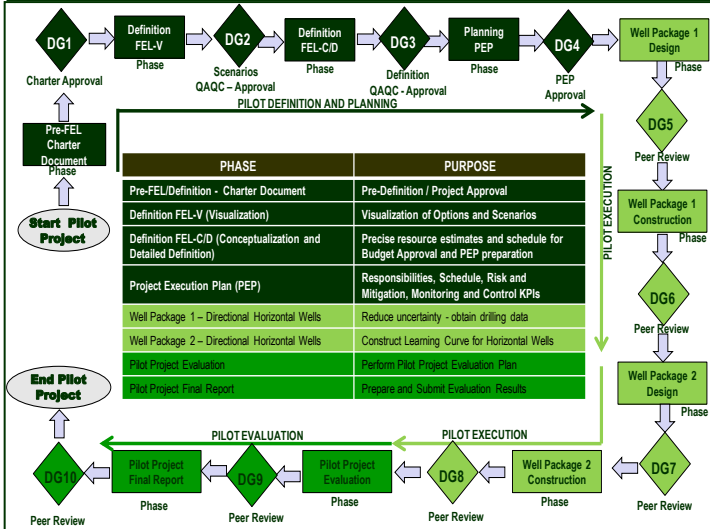 DG1
Definition
FEL-V
DG2
Definition
FEL-C/D
DG3
Planning
PEP
DG4
Well Package 1
Design
Charter Approval
Phase
Scenarios
QAQC – Approval
Phase
Definition
QAQC - Approval
Phase
PEP
Approval
Phase
PILOT DEFINITION AND PLANNING
Pre-FEL
Charter
Document
Phase
Start Pilot
Project
DG5
Peer Review
Well Package 1
Construction
Phase
PILOT EXECUTION
DG6
Peer Review
Well Package 2
Design
Phase
PHASE PURPOSE
Pre-FEL/Definition - Charter Document Pre-Definition / Project Approval
Definition FEL-V (Visualization) Visualization of Options and Scenarios
Definition FEL-C/D (Conceptualization and
Detailed Definition)
Precise resource estimates and schedule for
Budget Approval and PEP preparation
Project Execution Plan (PEP)
Responsibilities, Schedule, Risk and
Mitigation, Monitoring and Control KPIs
Well Package 1 – Directional Horizontal Wells Reduce uncertainty - obtain drilling data
Well Package 2 – Directional Horizontal Wells Construct Learning Curve for Horizontal Wells
Pilot Project Evaluation Perform Pilot Project Evaluation Plan
Pilot Project Final Report Prepare and Submit Evaluation Results
End Pilot
Project
PILOT EVALUATION
PILOT EXECUTION
DG10
Pilot Project
Final Report
DG9
Pilot Project
Evaluation
DG8
Well Package 2
Construction
DG7
Peer Review
Phase
Peer Review
Phase
Peer Review
Phase
Peer Review